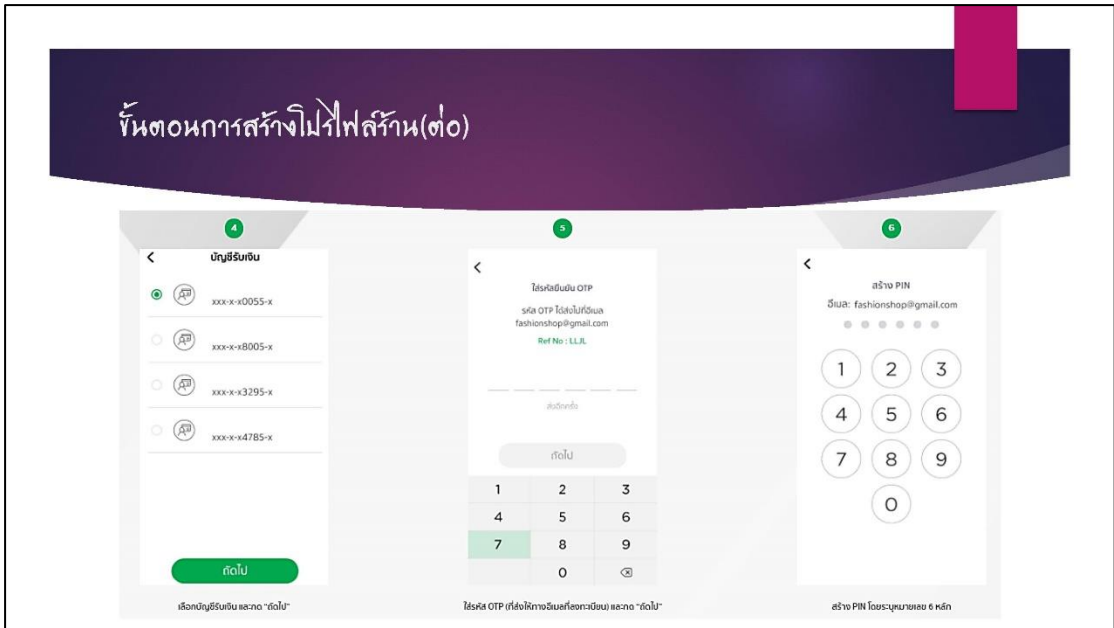 ขั้นตอนการสร้างโปรไฟล์ร้าน(ต่อ)
4
บัญชีรับเงิน
xxx-x-x0055-x
xxx-x-x8005-x
xxx-x-x3295-x
xxx-x-x4785-x
ถัดไป
เลือกบัญชีรับเงิน และกด "ถัดไป"
5
ใส่รหัสยืนยัน OTP
รหัส OTP ได้ส่งไปที่อีเมล
fashionshop@gmail.com
Ref No : LLJL
ส่งอีกครั้ง
ถัดไป
1 2 3
4 5 6
7 8 9
0
ใส่รหัส OTP (ที่ส่งให้ทางอีเมลที่ลงทะเบียน) และกด "ถัดไป"
6
สร้าง PIN
อีเมล: fashionshop@gmail.com
1 2 3
4 5 6
7 8 9
0
สร้าง PIN โดยระบุหมายเลข 6 หลัก